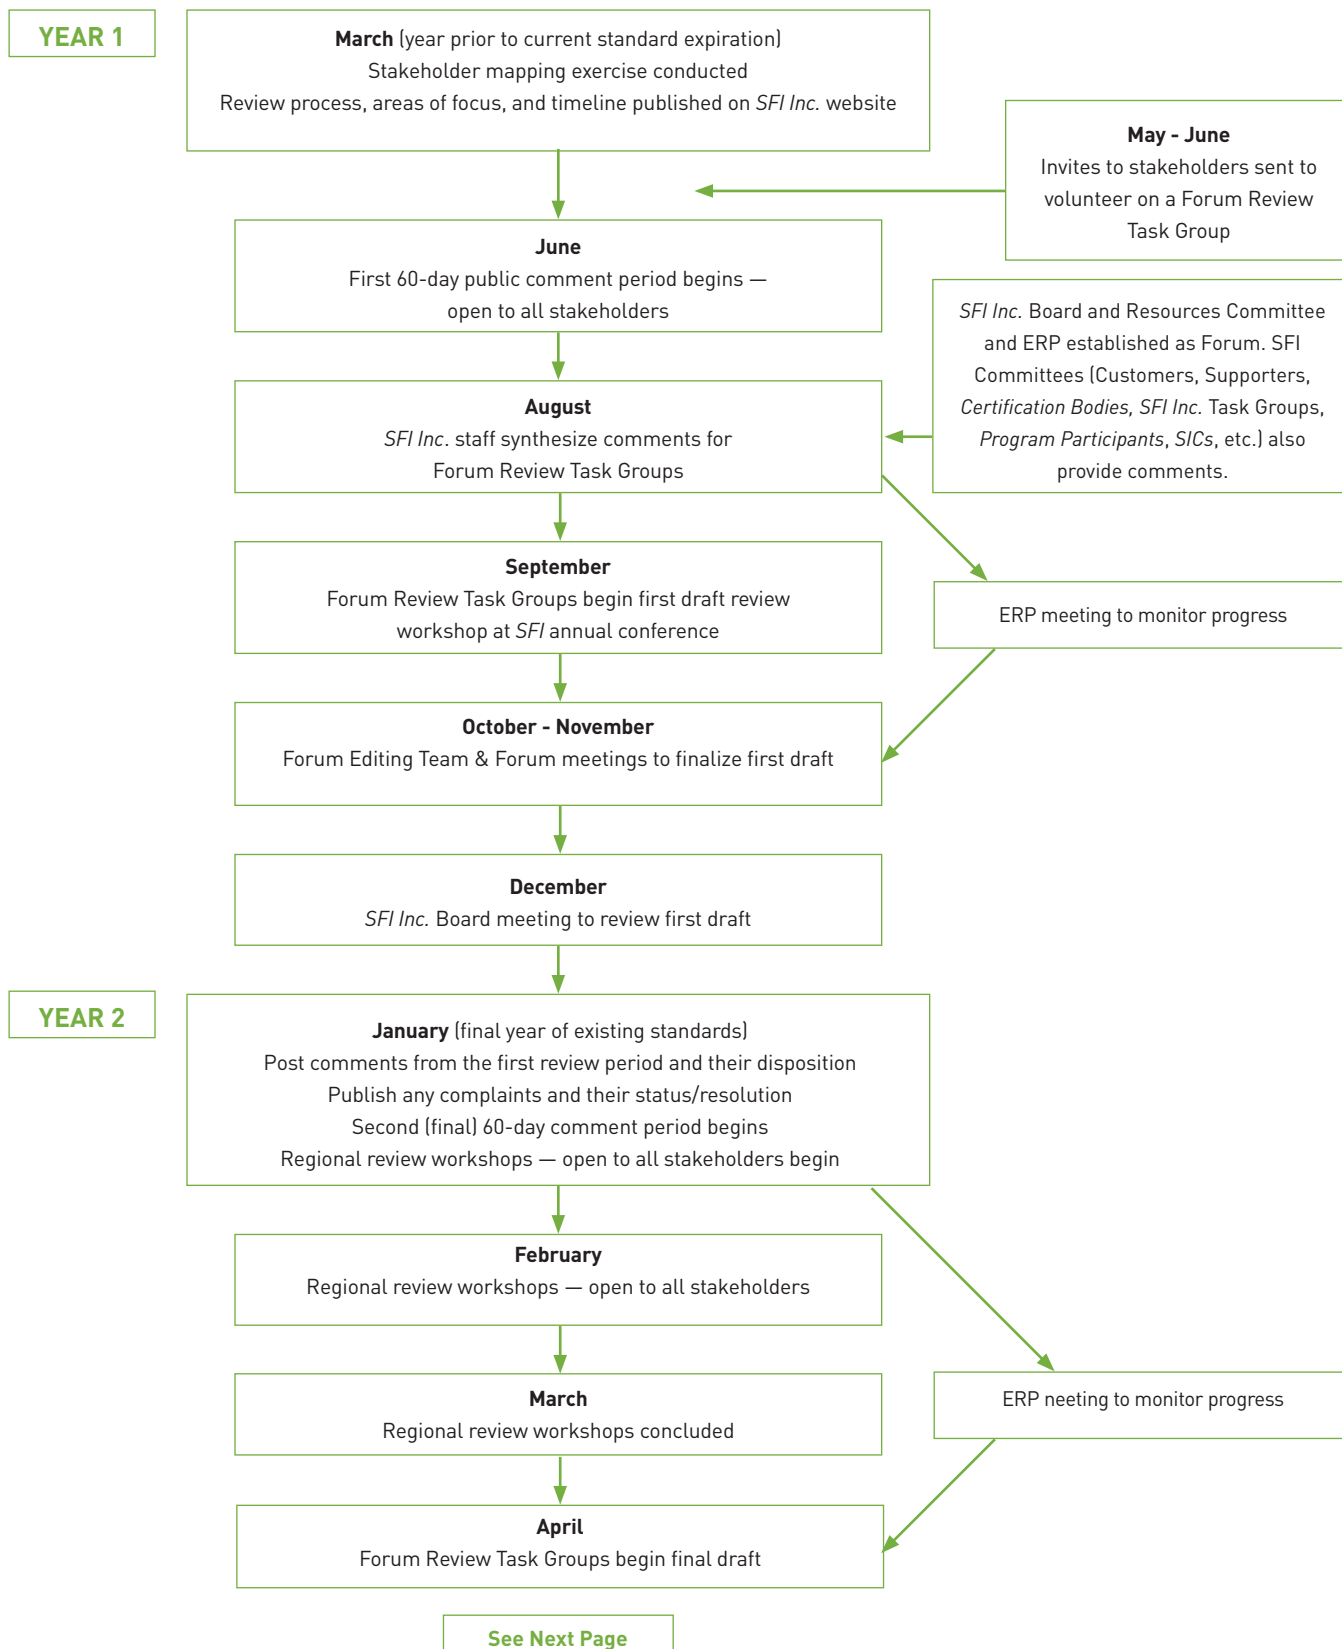 YEAR 1
March (year prior to current standard expiration)
Stakeholder mapping exercise conducted
Review process, areas of focus, and timeline published on SFI Inc. website
May - June
Invites to stakeholders sent to
volunteer on a Forum Review
Task Group
June
First 60-day public comment period begins —
open to all stakeholders
SFI Inc. Board and Resources Committee
and ERP established as Forum. SFI
Committees (Customers, Supporters,
Certification Bodies, SFI Inc. Task Groups,
Program Participants, SICs, etc.) also
provide comments.
August
SFI Inc. staff synthesize comments for
Forum Review Task Groups
September
Forum Review Task Groups begin first draft review
workshop at SFI annual conference
ERP meeting to monitor progress
October - November
Forum Editing Team & Forum meetings to finalize first draft
December
SFI Inc. Board meeting to review first draft
YEAR 2
January (final year of existing standards)
Post comments from the first review period and their disposition
Publish any complaints and their status/resolution
Second (final) 60-day comment period begins
Regional review workshops — open to all stakeholders begin
February
Regional review workshops — open to all stakeholders
March
Regional review workshops concluded
ERP neeting to monitor progress
April
Forum Review Task Groups begin final draft
See Next Page